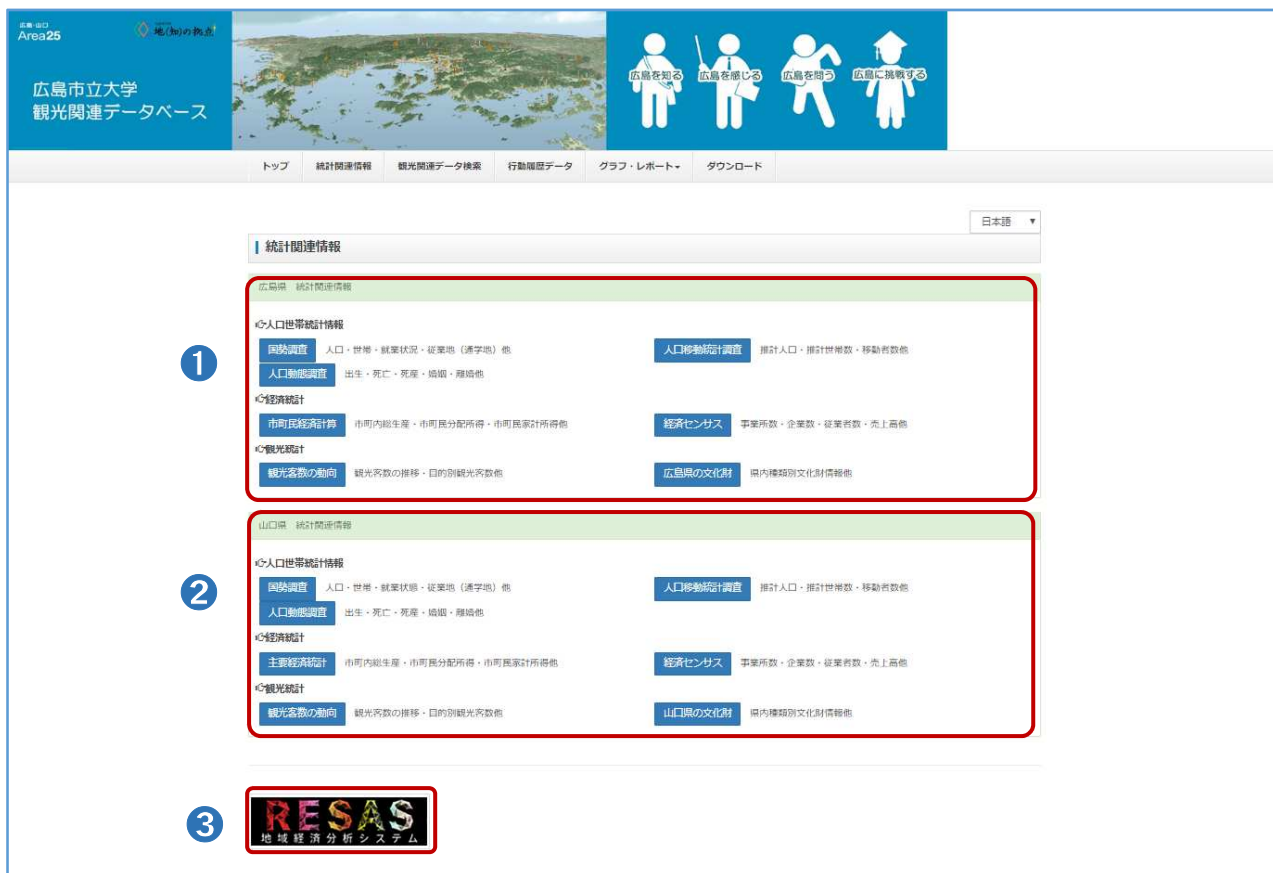 広島・山口
Area25
地(知)の拠点
広島市立大学
観光関連データベース
広島を知る
広島を感じる
広島を問う
広島に挑戦する
トップ 統計関連情報 観光関連データ検索 行動履歴データ グラフ・レポート▾ ダウンロード
日本語 ▼
統計関連情報
1
広島県 統計関連情報
人口世帯統計情報
国勢調査 人口・世帯・就業状況・従業地（通学地）他 人口移動統計調査 推計人口・推計世帯数・移動者数他
人口動態調査 出生・死亡・死産・婚姻・離婚他
経済統計
市町民経済計算 市町内総生産・市町民分配所得・市町民家計所得他 経済センサス 事業所数・企業数・従業者数・売上高他
観光統計
観光客数の動向 観光客数の推移・目的別観光客数他 広島県の文化財 県内種類別文化財情報他
2
山口県 統計関連情報
人口世帯統計情報
国勢調査 人口・世帯・就業状態・従業地（通学地）他 人口移動統計調査 推計人口・推計世帯数・移動者数他
人口動態調査 出生・死亡・死産・婚姻・離婚他
経済統計
主要経済統計 市町内総生産・市町民分配所得・市町民家計所得他 経済センサス 事業所数・企業数・従業者数・売上高他
観光統計
観光客数の動向 観光客数の推移・目的別観光客数他 山口県の文化財 県内種類別文化財情報他
3
RESAS
地域経済分析システム